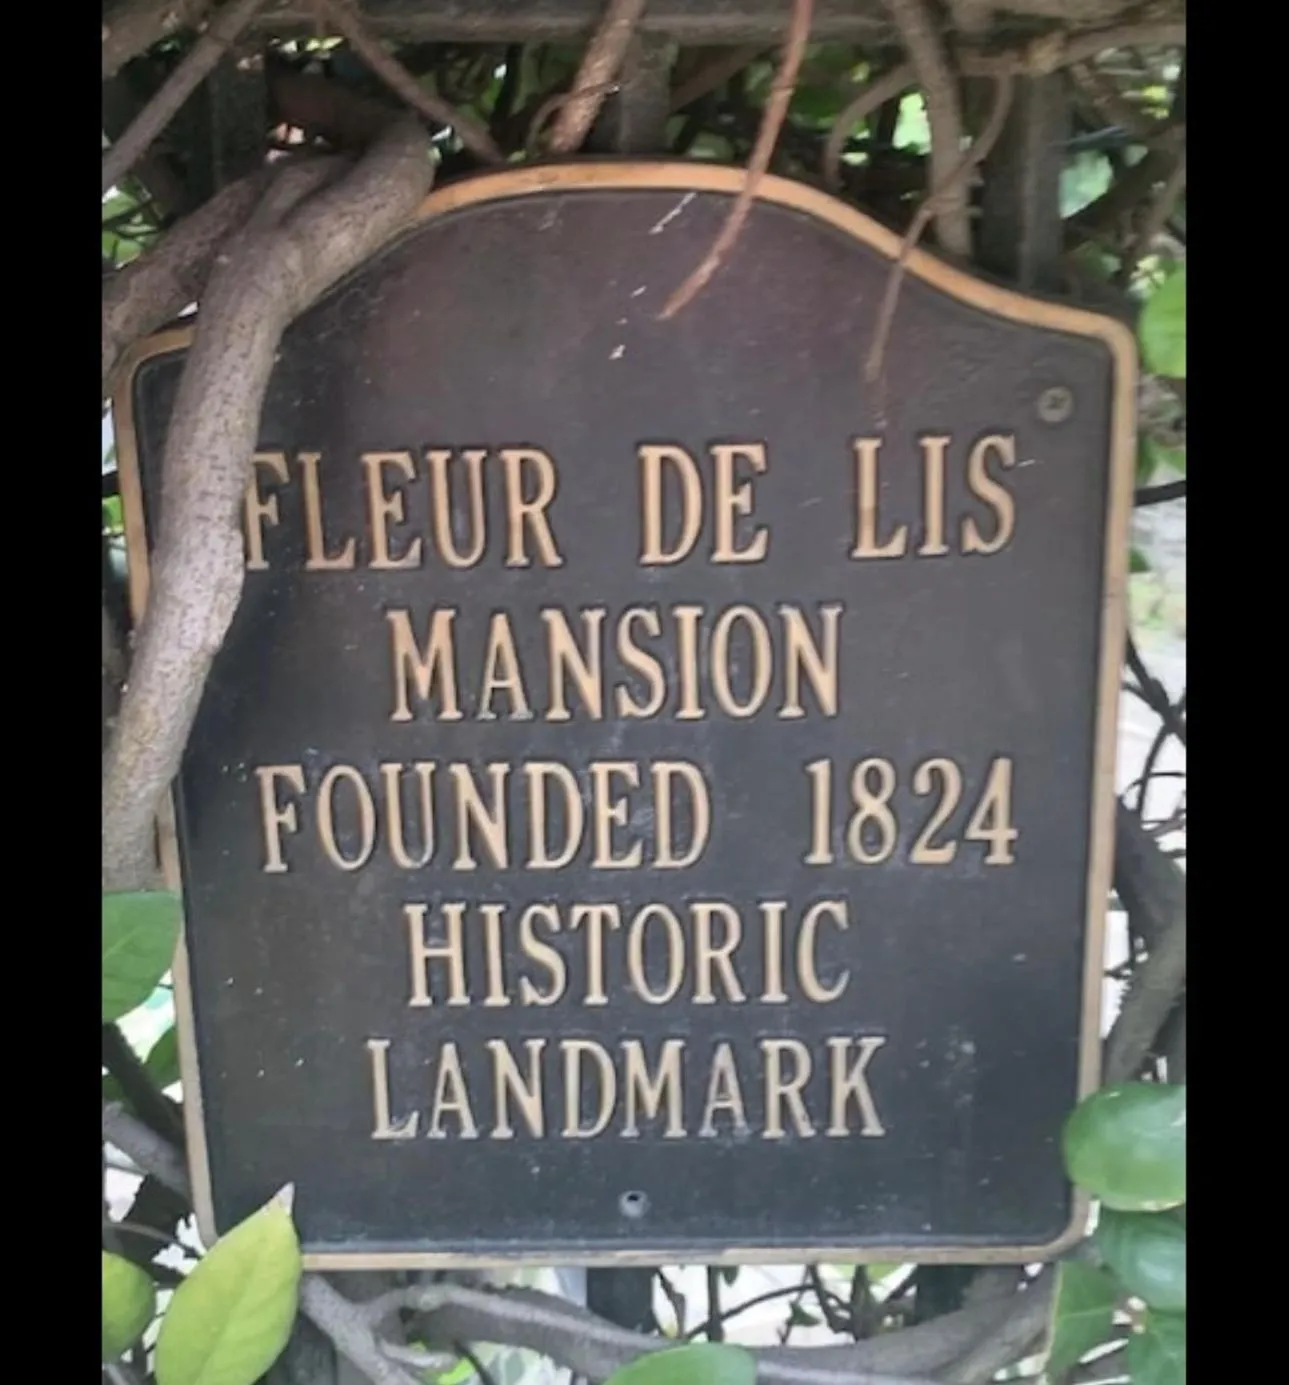 FLEUR DE LIS
MANSION
FOUNDED 1824
HISTORIC
LANDMARK